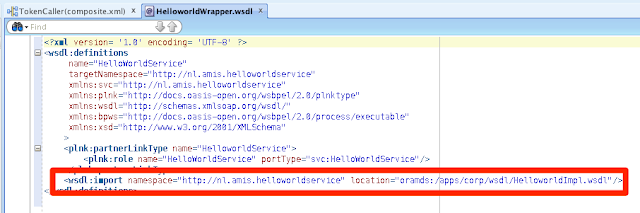 TokenCaller(composite.xml)
HelloworldWrapper.wsdl
Find
<?xml version= '1.0' encoding= 'UTF-8' ?>
<wsdl:definitions
name="HelloWorldService"
targetNamespace="http://nl.amis.helloworldservice"
xmlns:svc="http://nl.amis.helloworldservice"
xmlns:plnk="http://docs.oasis-open.org/wsbpel/2.0/plnktype"
xmlns:wsdl="http://schemas.xmlsoap.org/wsdl/"
xmlns:bpws="http://docs.oasis-open.org/wsbpel/2.0/process/executable"
xmlns:xsd="http://www.w3.org/2001/XMLSchema"
>
<plnk:partnerLinkType name="HelloWorldService">
<plnk:role name="HelloWorldService" portType="svc:HelloWorldService"/>
<wsdl:import namespace="http://nl.amis.helloworldservice" location="oramds:/apps/corp/wsdl/HelloworldImpl.wsdl"/>
</wsdl:definitions>